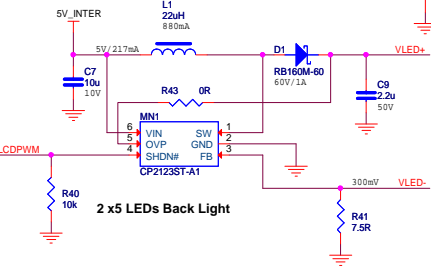 L1
22uH
880mA
5V_INTER
5V/217mA
D1
RB160M-60
60V/1A
VLED+
C7
10u
10V
R43 0R
C9
2.2u
50V
MN1
6 VIN SW 1
5 OVP GND 2
4 SHDN# FB 3
CP2123ST-A1
LCDPWM
300mV
VLED-
R40
10k
2 x5 LEDs Back Light
R41
7.5R